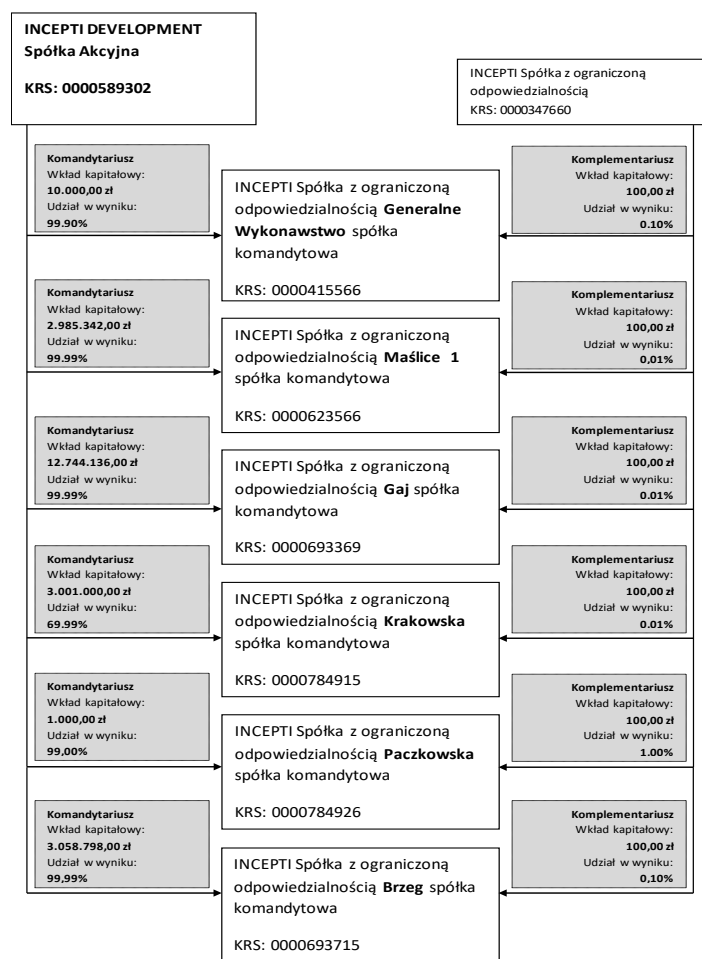 INCEPTI DEVELOPMENT
Spółka Akcyjna
KRS: 0000589302
INCEPTI Spółka z ograniczoną
odpowiedzialnością
KRS: 0000347660
Komandytariusz
Wkład kapitałowy:
10.000,00 zł
Udział w wyniku:
99.90%
INCEPTI Spółka z ograniczoną
odpowiedzialnością Generalne
Wykonawstwo spółka
komandytowa
KRS: 0000415566
Komplementariusz
Wkład kapitałowy:
100,00 zł
Udział w wyniku:
0.10%
Komandytariusz
Wkład kapitałowy:
2.985.342,00 zł
Udział w wyniku:
99.99%
INCEPTI Spółka z ograniczoną
odpowiedzialnością Maślice 1
spółka komandytowa
KRS: 0000623566
Komplementariusz
Wkład kapitałowy:
100,00 zł
Udział w wyniku:
0,01%
Komandytariusz
Wkład kapitałowy:
12.744.136,00 zł
Udział w wyniku:
99.99%
INCEPTI Spółka z ograniczoną
odpowiedzialnością Gaj spółka
komandytowa
KRS: 0000693369
Komplementariusz
Wkład kapitałowy:
100,00 zł
Udział w wyniku:
0.01%
Komandytariusz
Wkład kapitałowy:
3.001.000,00 zł
Udział w wyniku:
69.99%
INCEPTI Spółka z ograniczoną
odpowiedzialnością Krakowska
spółka komandytowa
KRS: 0000784915
Komplementariusz
Wkład kapitałowy:
100,00 zł
Udział w wyniku:
0.01%
Komandytariusz
Wkład kapitałowy:
1.000,00 zł
Udział w wyniku:
99,00%
INCEPTI Spółka z ograniczoną
odpowiedzialnością Paczkowska
spółka komandytowa
KRS: 0000784926
Komplementariusz
Wkład kapitałowy:
100,00 zł
Udział w wyniku:
1.00%
Komandytariusz
Wkład kapitałowy:
3.058.798,00 zł
Udział w wyniku:
99,99%
INCEPTI Spółka z ograniczoną
odpowiedzialnością Brzeg spółka
komandytowa
KRS: 0000693715
Komplementariusz
Wkład kapitałowy:
100,00 zł
Udział w wyniku:
0,10%